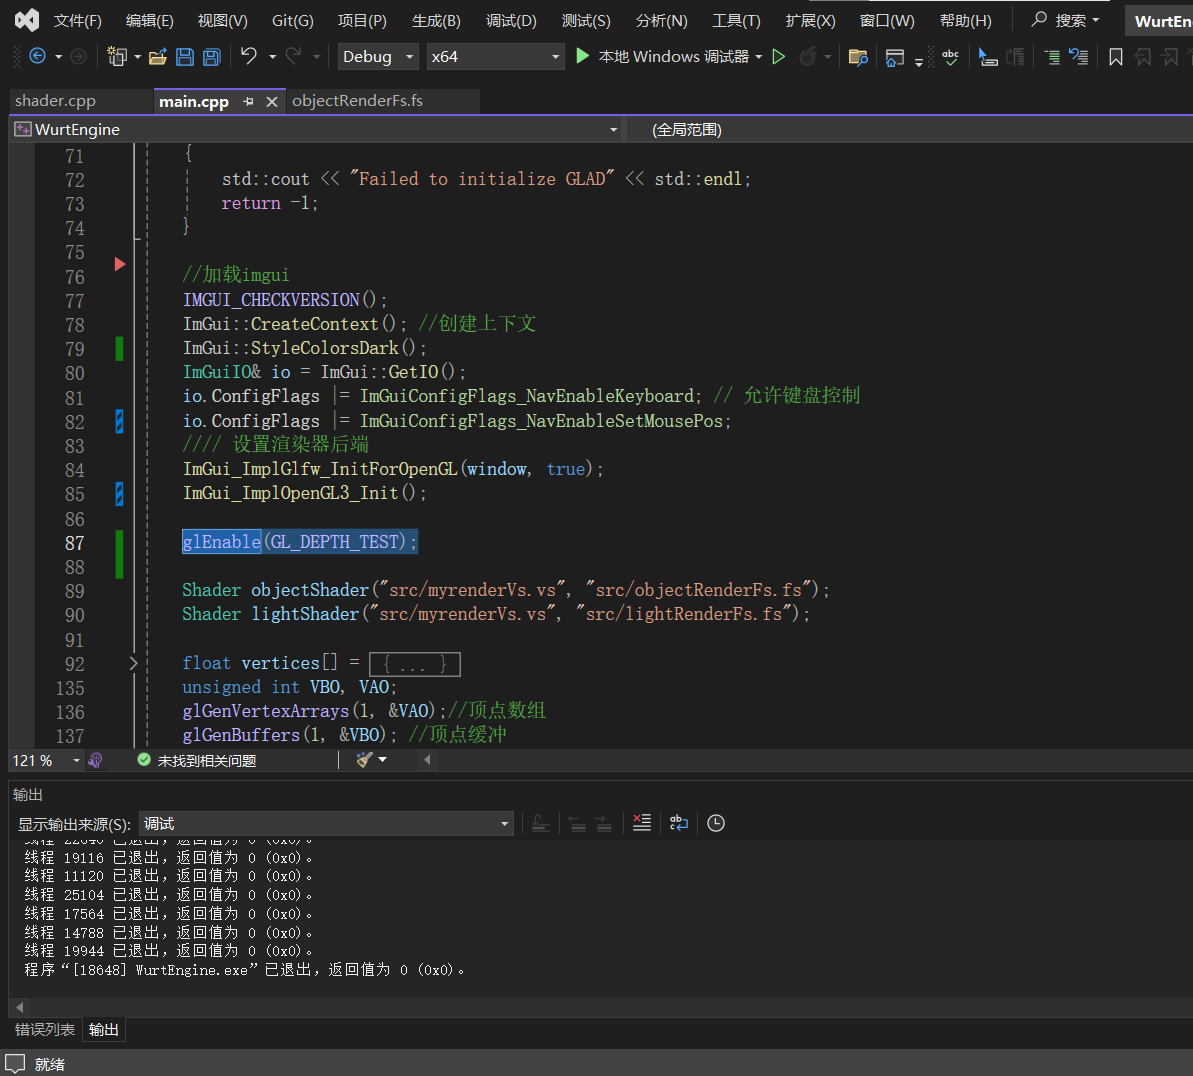 文件(F) 编辑(E) 视图(V) Git(G) 项目(P) 生成(B) 调试(D) 测试(S) 分析(N) 工具(T) 扩展(X) 窗口(W) 帮助(H) 搜索 WurtEn
Debug x64 本地 Windows 调试器
shader.cpp main.cpp objectRenderFs.fs
WurtEngine (全局范围)
71 {
72 std::cout << "Failed to initialize GLAD" << std::endl;
73 return -1;
74 }
75
76 //加载imgui
77 IMGUI_CHECKVERSION();
78 ImGui::CreateContext(); //创建上下文
79 ImGui::StyleColorsDark();
80 ImGuiIO& io = ImGui::GetIO();
81 io.ConfigFlags |= ImGuiConfigFlags_NavEnableKeyboard; // 允许键盘控制
82 io.ConfigFlags |= ImGuiConfigFlags_NavEnableSetMousePos;
83 //// 设置渲染器后端
84 ImGui_ImplGlfw_InitForOpenGL(window, true);
85 ImGui_ImplOpenGL3_Init();
86
87 glEnable(GL_DEPTH_TEST);
88
89 Shader objectShader("src/myrenderVs.vs", "src/objectRenderFs.fs");
90 Shader lightShader("src/myrenderVs.vs", "src/lightRenderFs.fs");
91
92 float vertices[] = { ... }
135 unsigned int VBO, VAO;
136 glGenVertexArrays(1, &VAO);//顶点数组
137 glGenBuffers(1, &VBO); //顶点缓冲
121 % 未找到相关问题
输出
显示输出来源(S): 调试
线程 22640 已退出，返回值为 0 (0x0)。
线程 19116 已退出，返回值为 0 (0x0)。
线程 11120 已退出，返回值为 0 (0x0)。
线程 25104 已退出，返回值为 0 (0x0)。
线程 17564 已退出，返回值为 0 (0x0)。
线程 14788 已退出，返回值为 0 (0x0)。
线程 19944 已退出，返回值为 0 (0x0)。
程序“[18648] WurtEngine.exe”已退出，返回值为 0 (0x0)。
错误列表 输出
就绪